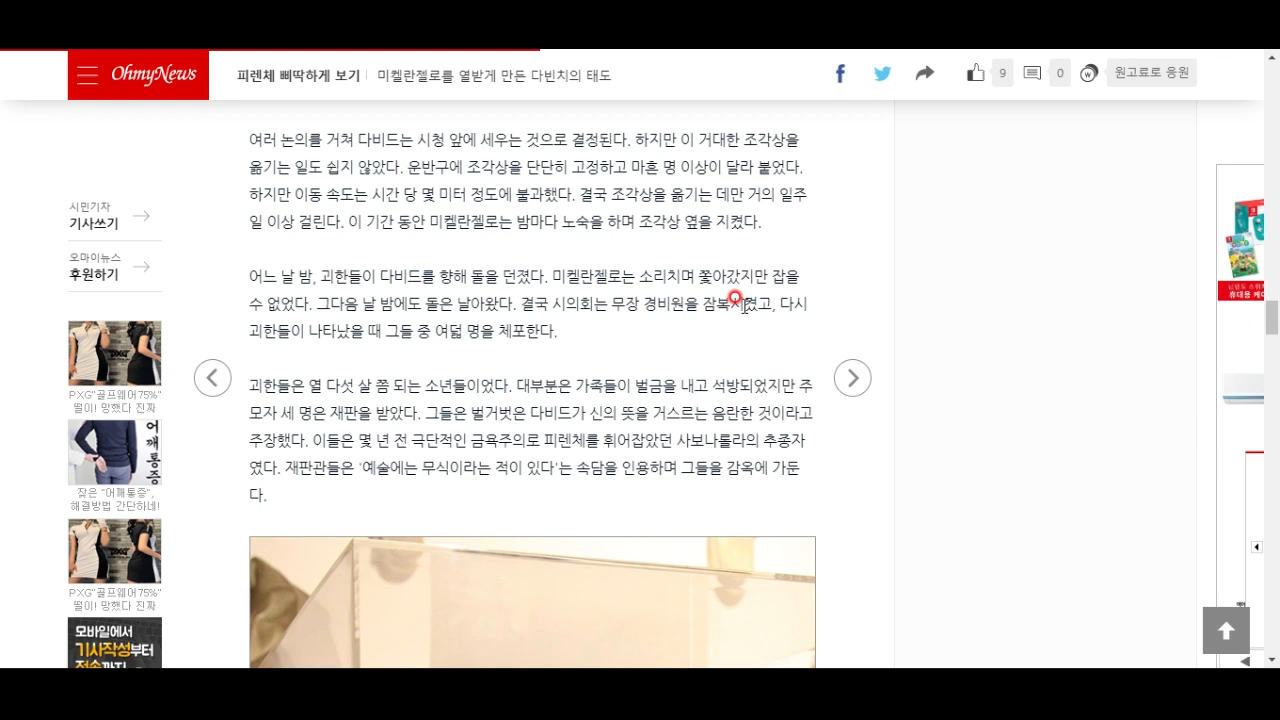 OhmyNews
피렌체 삐딱하게 보기
미켈란젤로를 열받게 만든 다빈치의 태도
9
0
원고료로 응원
여러 논의를 거쳐 다비드는 시청 앞에 세우는 것으로 결정된다. 하지만 이 거대한 조각상을
옮기는 일도 쉽지 않았다. 운반구에 조각상을 단단히 고정하고 마흔 명 이상이 달라 붙었다.
하지만 이동 속도는 시간 당 몇 미터 정도에 불과했다. 결국 조각상을 옮기는 데만 거의 일주
일 이상 걸린다. 이 기간 동안 미켈란젤로는 밤마다 노숙을 하며 조각상 옆을 지켰다.
어느 날 밤, 괴한들이 다비드를 향해 돌을 던졌다. 미켈란젤로는 소리치며 쫓아갔지만 잡을
수 없었다. 그다음 날 밤에도 돌은 날아왔다. 결국 시의회는 무장 경비원을 잠복시켰고, 다시
괴한들이 나타났을 때 그들 중 여덟 명을 체포한다.
괴한들은 열 다섯 살 쯤 되는 소년들이었다. 대부분은 가족들이 벌금을 내고 석방되었지만 주
모자 세 명은 재판을 받았다. 그들은 벌거벗은 다비드가 신의 뜻을 거스르는 음란한 것이라고
주장했다. 이들은 몇 년 전 극단적인 금욕주의로 피렌체를 휘어잡았던 사보나롤라의 추종자
였다. 재판관들은 '예술에는 무식이라는 적이 있다'는 속담을 인용하며 그들을 감옥에 가둔
다.
시민기자
기사쓰기
오마이뉴스
후원하기
PXG"골프웨어75%"
떨이! 망했다 진짜
어깨통증
잦은 "어깨통증",
해결방법 간단하네!
PXG"골프웨어75%"
떨이! 망했다 진짜
모바일에서
기사작성부터
전송까지